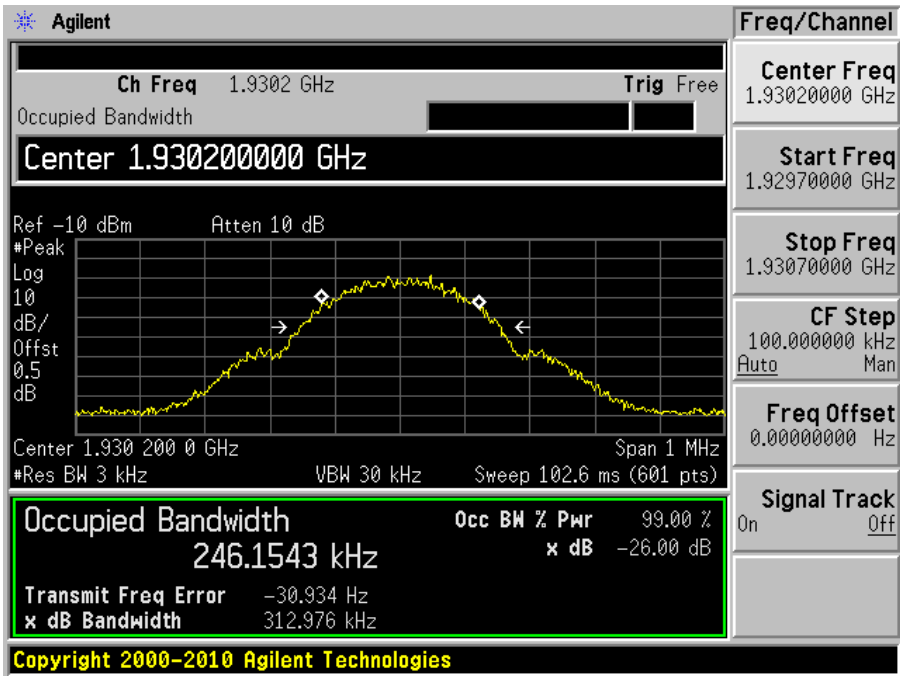 Agilent
Freq/Channel
Ch Freq 1.9302 GHz Trig Free
Occupied Bandwidth
Center 1.930200000 GHz
Center Freq
1.93020000 GHz
Start Freq
1.92970000 GHz
Stop Freq
1.93070000 GHz
CF Step
100.000000 kHz
Auto Man
Freq Offset
0.00000000 Hz
Signal Track
On Off
Ref -10 dBm Atten 10 dB
#Peak
Log
10
dB/
Offst
0.5
dB
Center 1.930 200 0 GHz Span 1 MHz
#Res BW 3 kHz VBW 30 kHz Sweep 102.6 ms (601 pts)
Occupied Bandwidth Occ BW % Pwr 99.00 %
246.1543 kHz x dB -26.00 dB
Transmit Freq Error -30.934 Hz
x dB Bandwidth 312.976 kHz
Copyright 2000-2010 Agilent Technologies